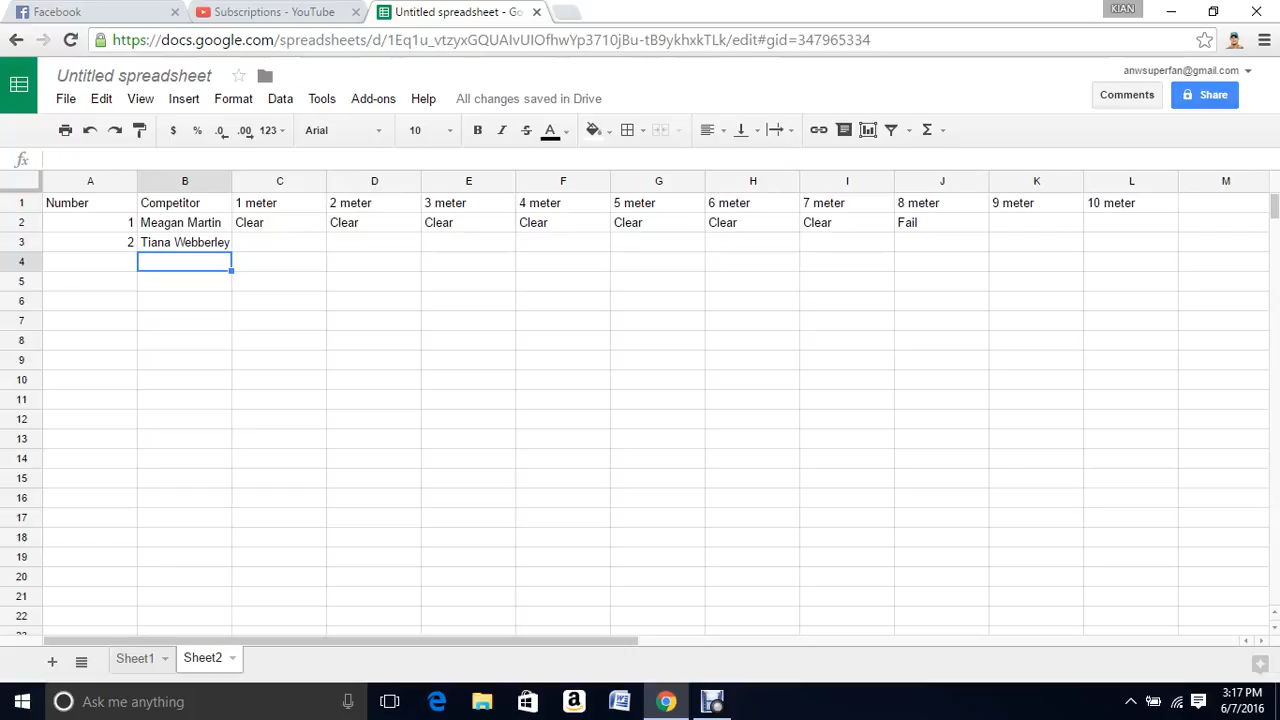 Facebook
Subscriptions - YouTube
Untitled spreadsheet - Go
KIAN
https://docs.google.com/spreadsheets/d/1Eq1u_vtzyxGQUAIvUIOfhwYp3710jBu-tB9ykhxkTLk/edit#gid=347965334
Untitled spreadsheet
anwsuperfan@gmail.com
File Edit View Insert Format Data Tools Add-ons Help All changes saved in Drive
Comments
Share
$ % .0 .00 123 Arial 10 B I S A Σ
fx
A B C D E F G H I J K L M
1 Number Competitor 1 meter 2 meter 3 meter 4 meter 5 meter 6 meter 7 meter 8 meter 9 meter 10 meter
2 1 Meagan Martin Clear Clear Clear Clear Clear Clear Clear Fail
3 2 Tiana Webberley
4
5
6
7
8
9
10
11
12
13
14
15
16
17
18
19
20
21
22
23
Sheet1 Sheet2
Ask me anything
3:17 PM
6/7/2016